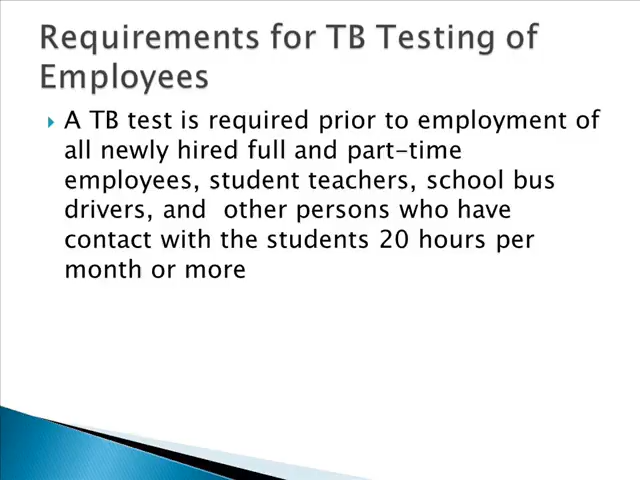 Requirements for TB Testing of
Employees
A TB test is required prior to employment of
all newly hired full and part-time
employees, student teachers, school bus
drivers, and  other persons who have
contact with the students 20 hours per
month or more